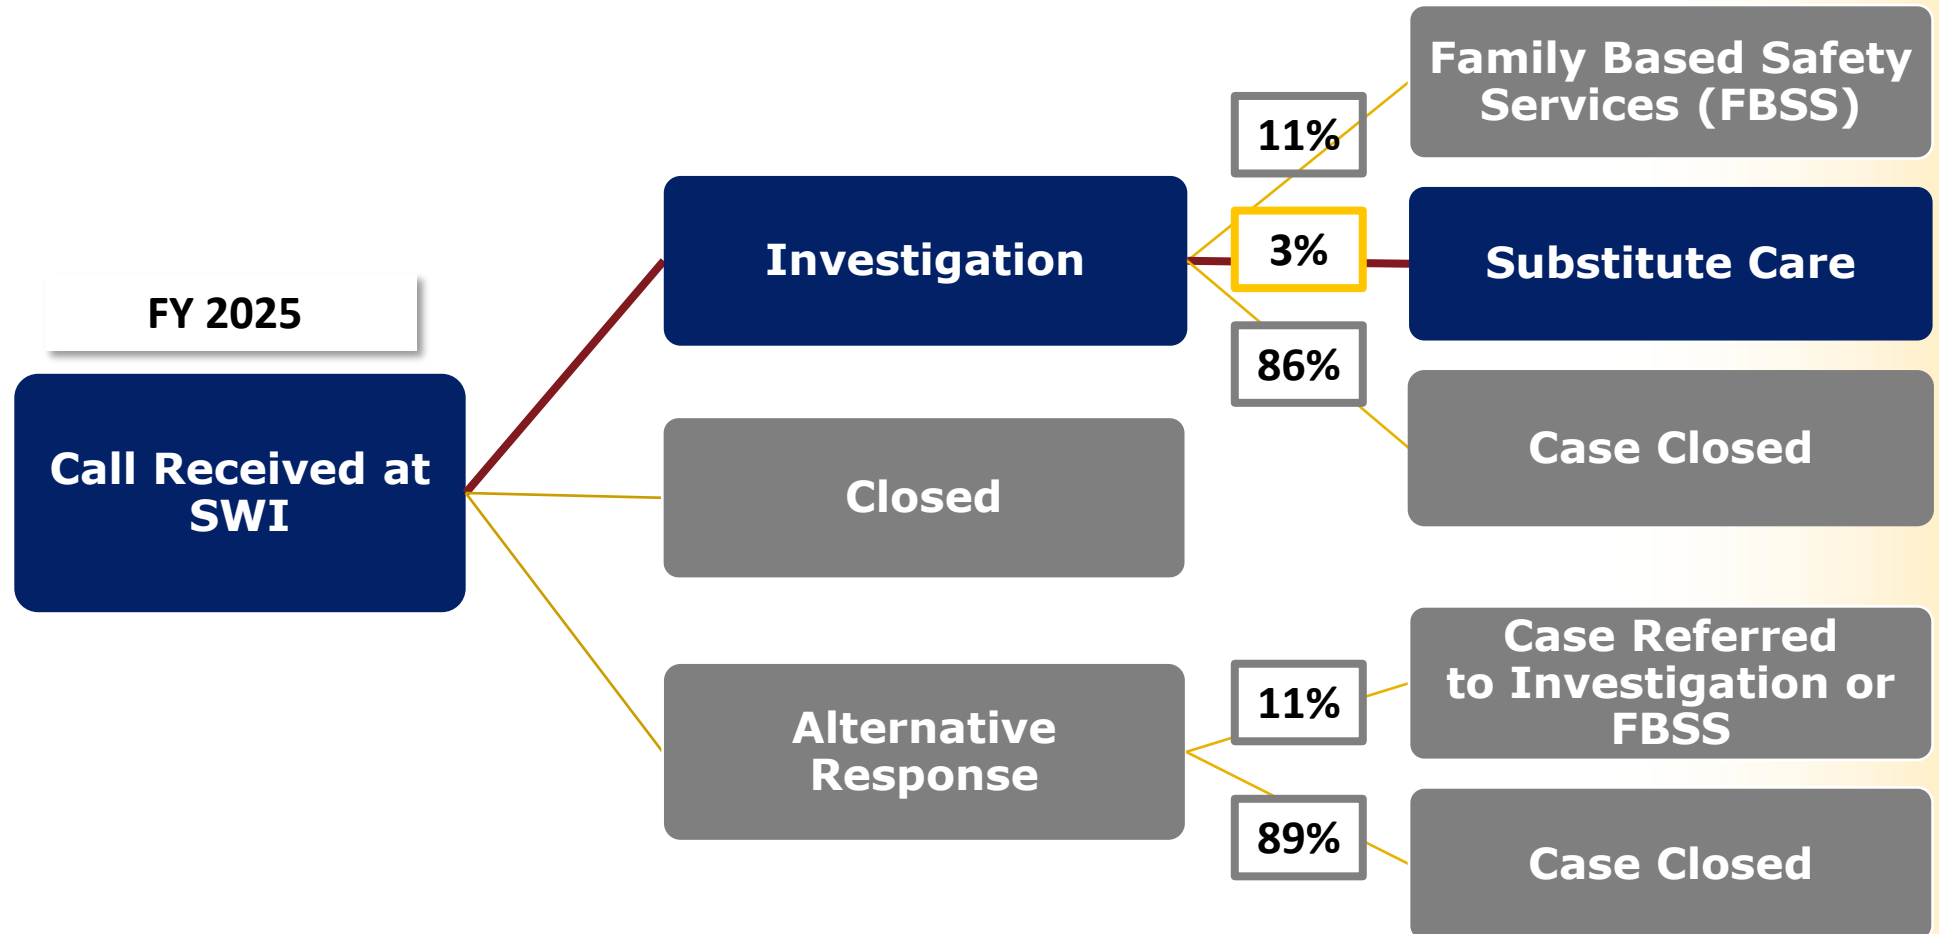 FY 2025
Call Received at
SWI
Investigation
Closed
Alternative
Response
11%
3%
86%
11%
89%
Family Based Safety
Services (FBSS)
Substitute Care
Case Closed
Case Referred
to Investigation or
FBSS
Case Closed